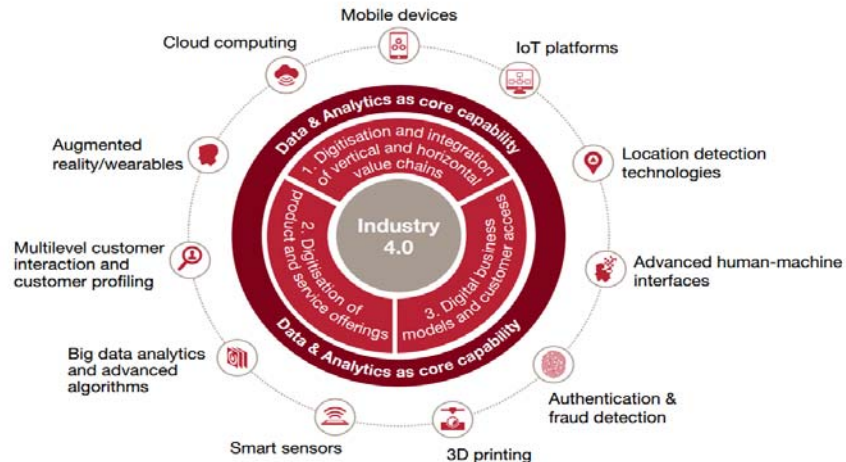 Mobile devices
Cloud computing
IoT platforms
Augmented
reality/wearables
Location detection
technologies
Multilevel customer
interaction and
customer profiling
Advanced human-machine
interfaces
Big data analytics
and advanced
algorithms
Authentication &
fraud detection
Smart sensors
3D printing
Data & Analytics as core capability
1. Digitisation and integration
of vertical and horizontal
value chains
2. Digitisation of
product and service offerings
3. Digital business
models and customer access
Industry
4.0
Data & Analytics as core capability